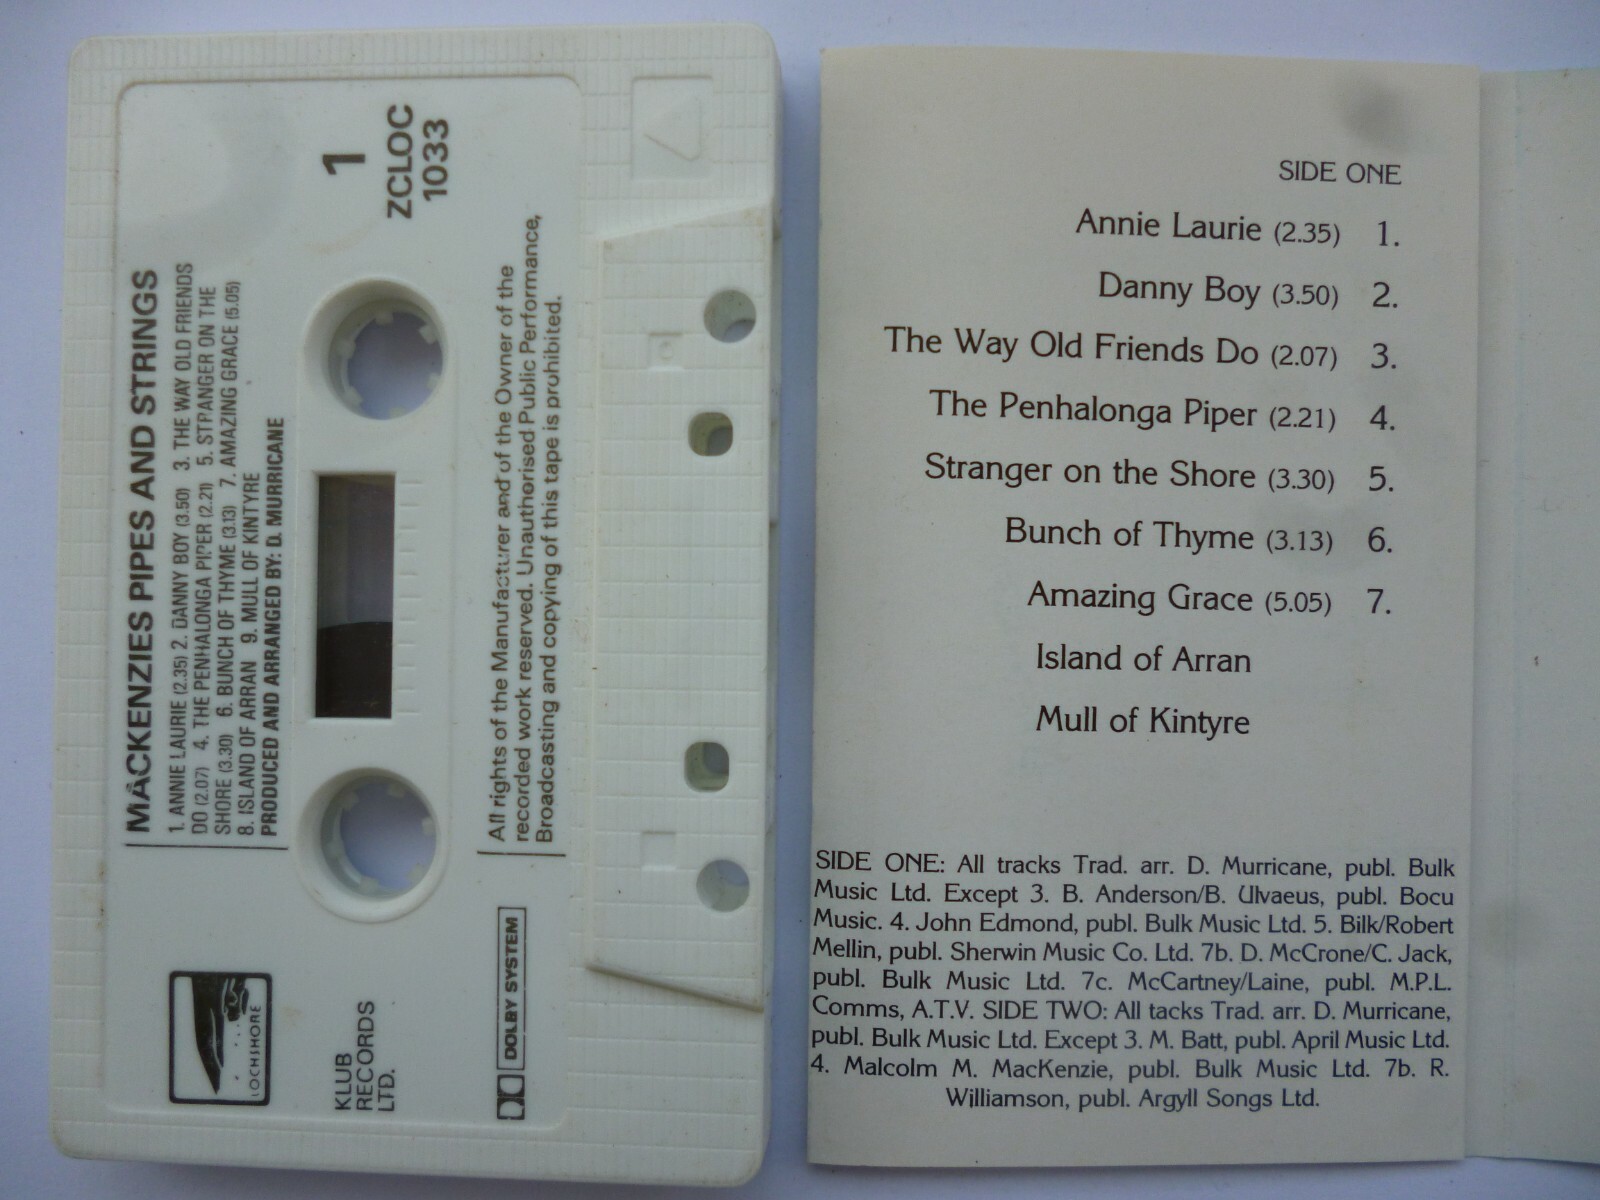 MACKENZIES PIPES AND STRINGS
1. ANNIE LAURIE (2.35) 2. DANNY BOY (3.50) 3. THE WAY OLD FRIENDS
DO (2.07) 4. THE PENHALONGA PIPER (2.21) 5. STRANGER ON THE
SHORE (3.30) 6. BUNCH OF THYME (3.13) 7. AMAZING GRACE (5.05)
8. ISLAND OF ARRAN 9. MULL OF KINTYRE
PRODUCED AND ARRANGED BY: D. MURRICANE
1
ZCLOC
1033
All rights of the Manufacturer and of the Owner of the
recorded work reserved. Unauthorised Public Performance,
Broadcasting and copying of this tape is prohibited.
LOCHSHORE
KLUB
RECORDS
LTD.
DOLBY SYSTEM
SIDE ONE
Annie Laurie (2.35) 1.
Danny Boy (3.50) 2.
The Way Old Friends Do (2.07) 3.
The Penhalonga Piper (2.21) 4.
Stranger on the Shore (3.30) 5.
Bunch of Thyme (3.13) 6.
Amazing Grace (5.05) 7.
Island of Arran
Mull of Kintyre
SIDE ONE: All tracks Trad. arr. D. Murricane, publ. Bulk
Music Ltd. Except 3. B. Anderson/B. Ulvaeus, publ. Bocu
Music. 4. John Edmond, publ. Bulk Music Ltd. 5. Bilk/Robert
Mellin, publ. Sherwin Music Co. Ltd. 7b. D. McCrone/C. Jack,
publ. Bulk Music Ltd. 7c. McCartney/Laine, publ. M.P.L.
Comms, A.T.V. SIDE TWO: All tacks Trad. arr. D. Murricane,
publ. Bulk Music Ltd. Except 3. M. Batt, publ. April Music Ltd.
4. Malcolm M. MacKenzie, publ. Bulk Music Ltd. 7b. R.
Williamson, publ. Argyll Songs Ltd.